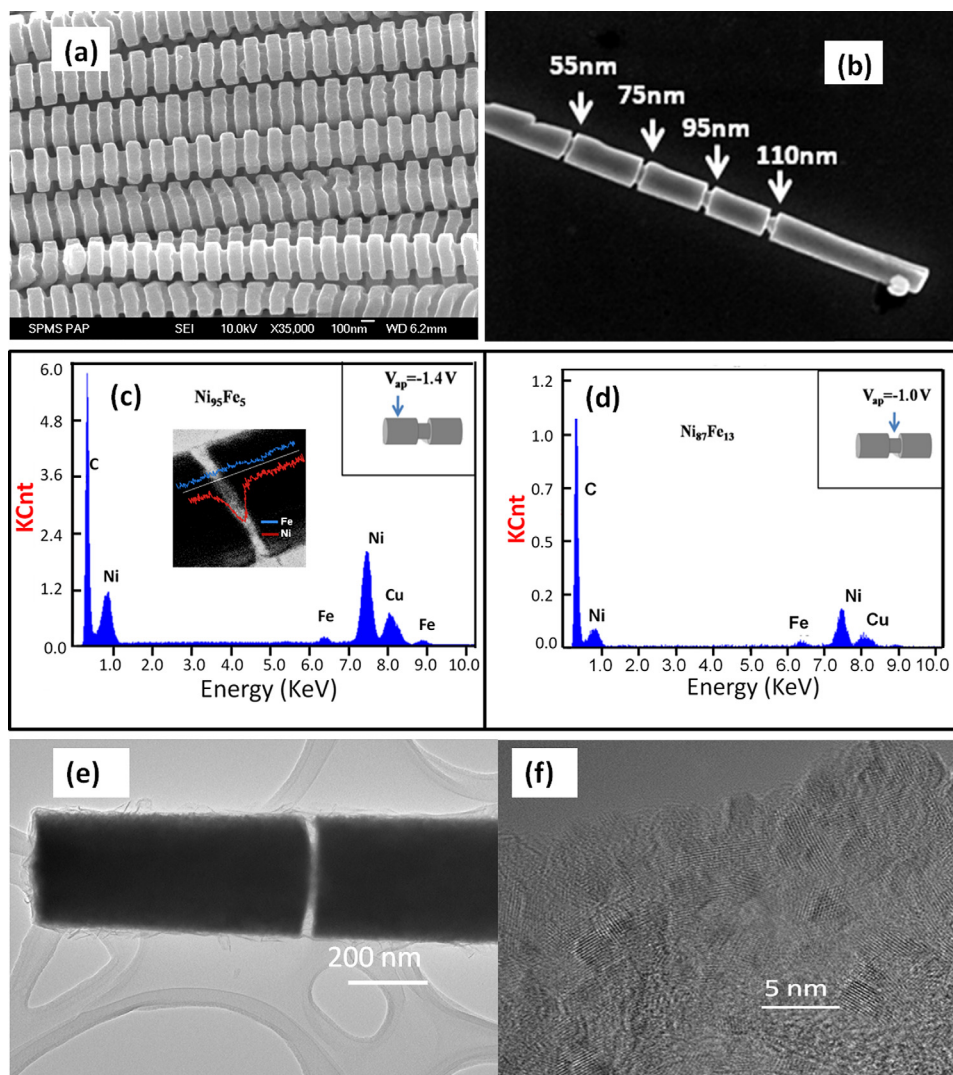 (a)
SPMS PAP SEI 10.0kV X35,000 100nm WD 6.2mm
(b)
55nm
75nm
95nm
110nm
(c)
Ni95Fe5
Vap=-1.4 V
6.0
4.8
3.6
2.4
1.2
0.0
KCnt
C
Ni
Fe
Ni
Fe
Ni
Cu
Fe
1.0 2.0 3.0 4.0 5.0 6.0 7.0 8.0 9.0 10.0
Energy (KeV)
(d)
Ni87Fe13
Vap=-1.0 V
1.2
1.0
0.7
0.5
0.2
0.0
KCnt
C
Ni
Fe
Ni
Cu
1.0 2.0 3.0 4.0 5.0 6.0 7.0 8.0 9.0 10.0
Energy (KeV)
(e)
200 nm
(f)
5 nm